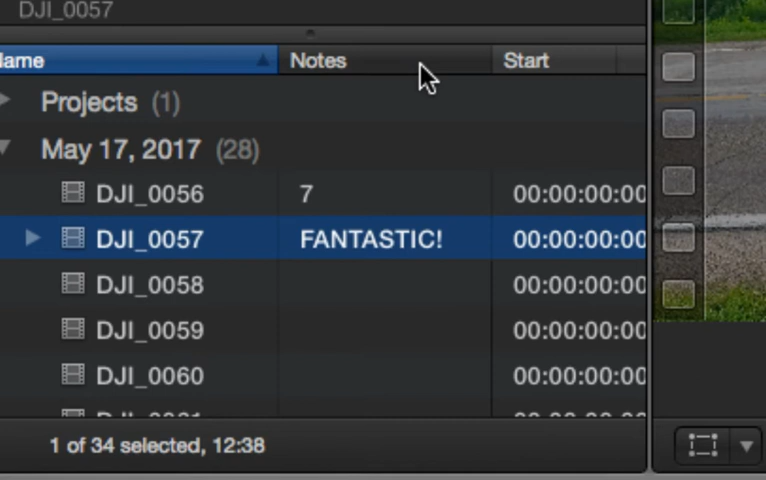 DJI_0057
Name Notes Start
Projects (1)
May 17, 2017 (28)
DJI_0056 7 00:00:00:00
DJI_0057 FANTASTIC! 00:00:00:00
DJI_0058 00:00:00:00
DJI_0059 00:00:00:00
DJI_0060 00:00:00:00
1 of 34 selected, 12:38